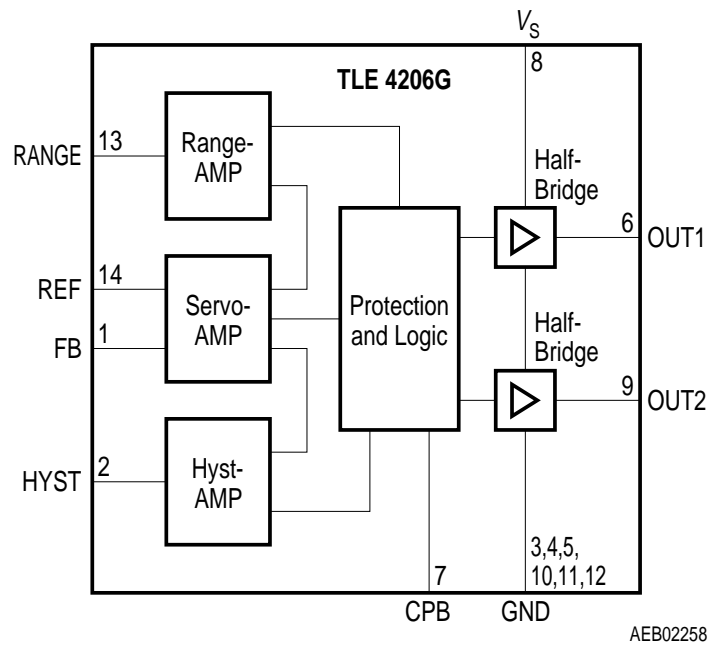 VS
8
TLE 4206G
RANGE
13
Range-
AMP
Half-
Bridge
6
OUT1
REF
14
FB
1
Servo-
AMP
Protection
and Logic
Half-
Bridge
9
OUT2
HYST
2
Hyst-
AMP
7
3,4,5,
10,11,12
CPB
GND
AEB02258